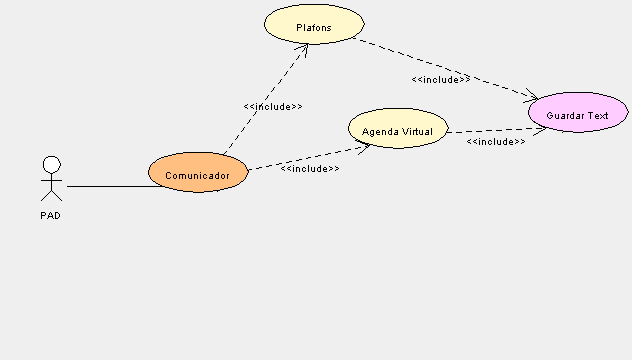 Plafons
<<include>>
<<include>>
Guardar Text
Agenda Virtual
<<include>>
<<include>>
Comunicador
PAD